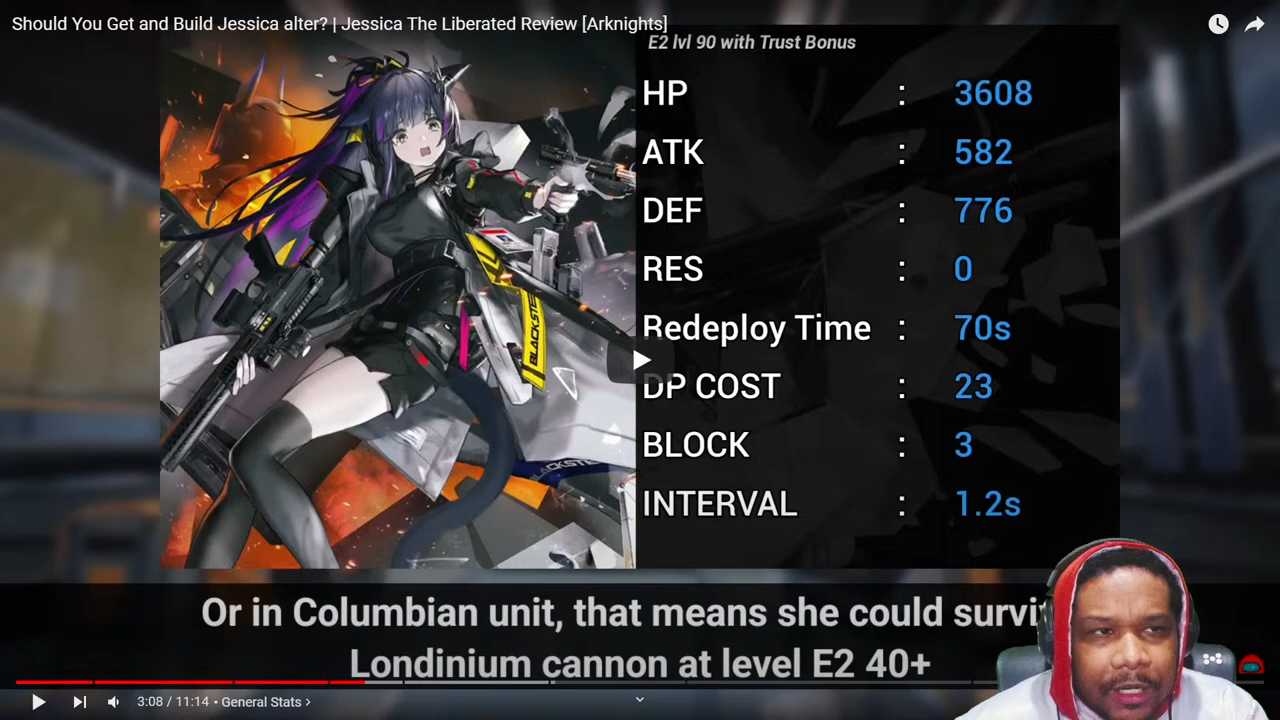 Should You Get and Build Jessica alter? | Jessica The Liberated Review [Arknights]
E2 lvl 90 with Trust Bonus
HP : 3608
ATK : 582
DEF : 776
RES : 0
Redeploy Time : 70s
DP COST : 23
BLOCK : 3
INTERVAL : 1.2s
BLACKSTE
ACKSTE
Or in Columbian unit, that means she could surviv
Londinium cannon at level E2 40+
3:08 / 11:14 • General Stats ›